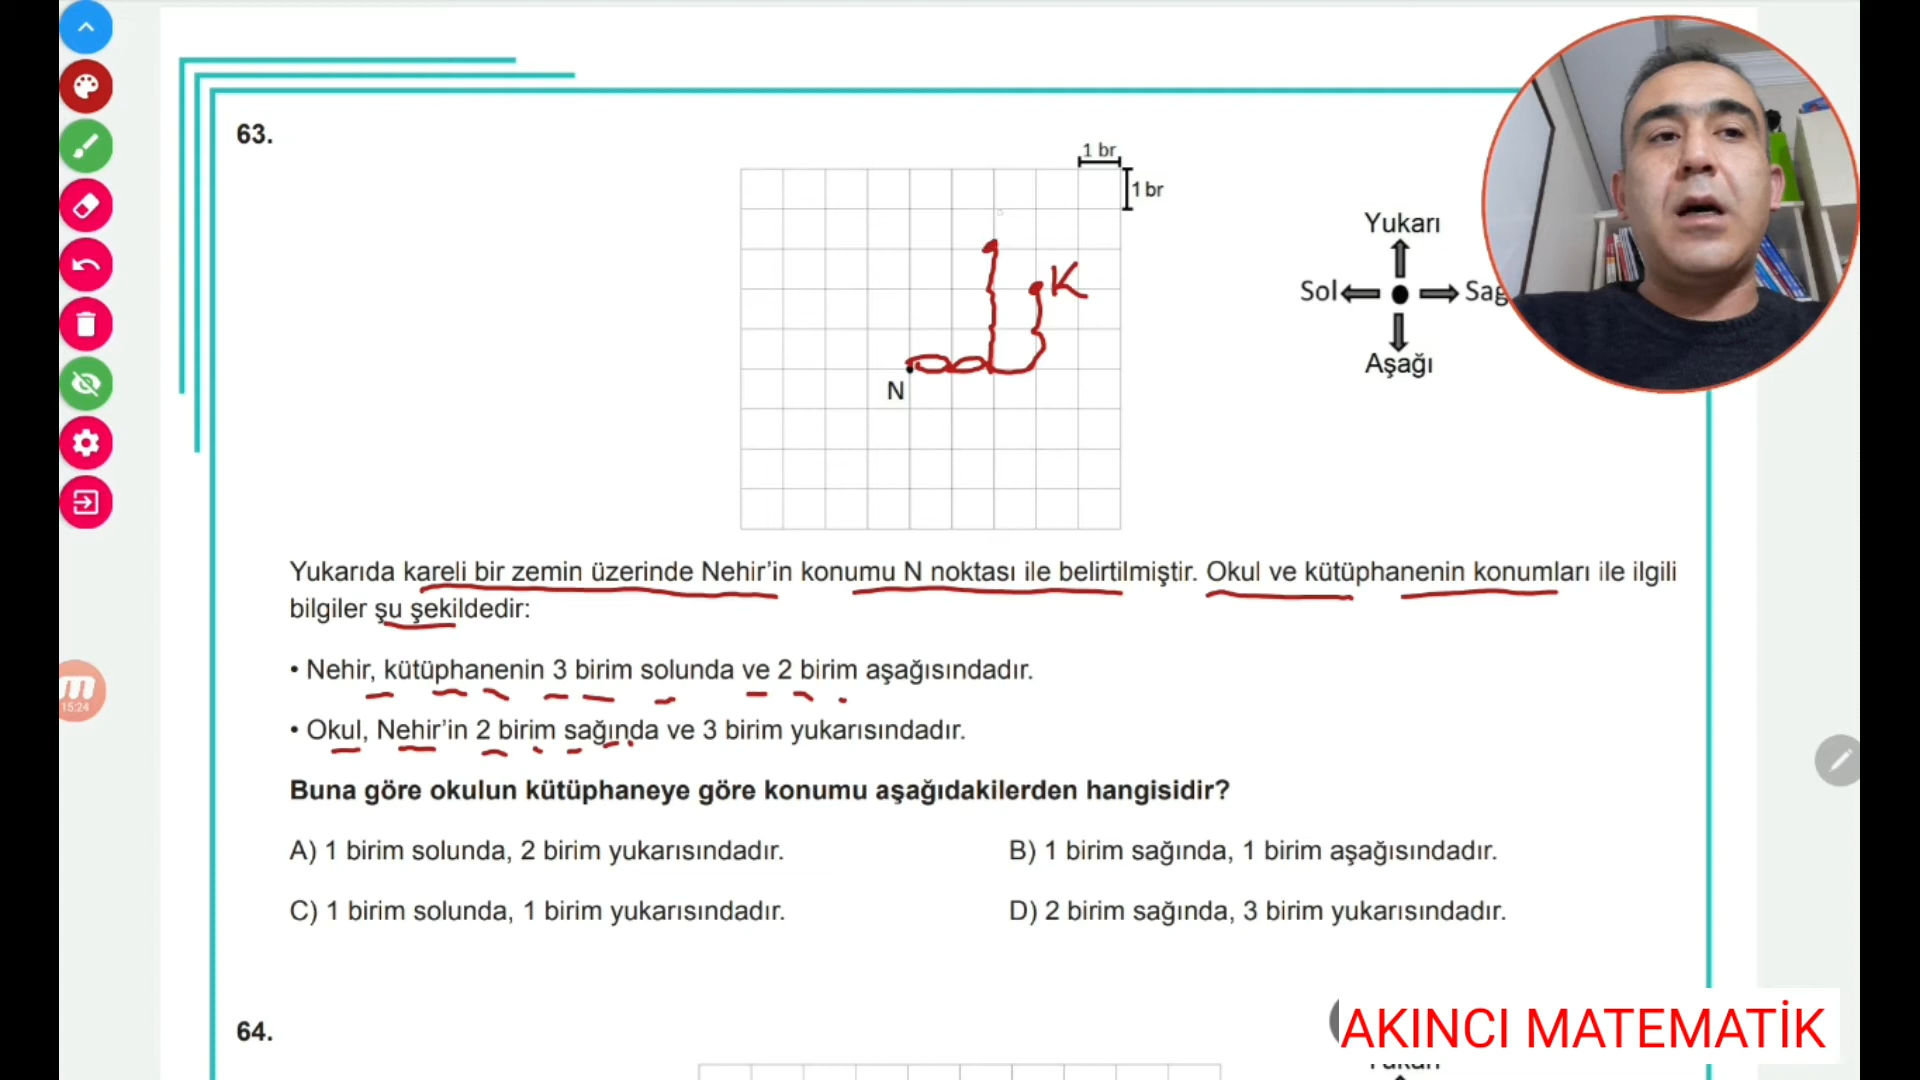 63.
1 br
1 br
Yukarı
Sol
Sağ
Aşağı
K
N
Yukarıda kareli bir zemin üzerinde Nehir’in konumu N noktası ile belirtilmiştir. Okul ve kütüphanenin konumları ile ilgili
bilgiler şu şekildedir:
• Nehir, kütüphanenin 3 birim solunda ve 2 birim aşağısındadır.
• Okul, Nehir’in 2 birim sağında ve 3 birim yukarısındadır.
Buna göre okulun kütüphaneye göre konumu aşağıdakilerden hangisidir?
A) 1 birim solunda, 2 birim yukarısındadır.
B) 1 birim sağında, 1 birim aşağısındadır.
C) 1 birim solunda, 1 birim yukarısındadır.
D) 2 birim sağında, 3 birim yukarısındadır.
15:24
64.
AKINCI MATEMATİK